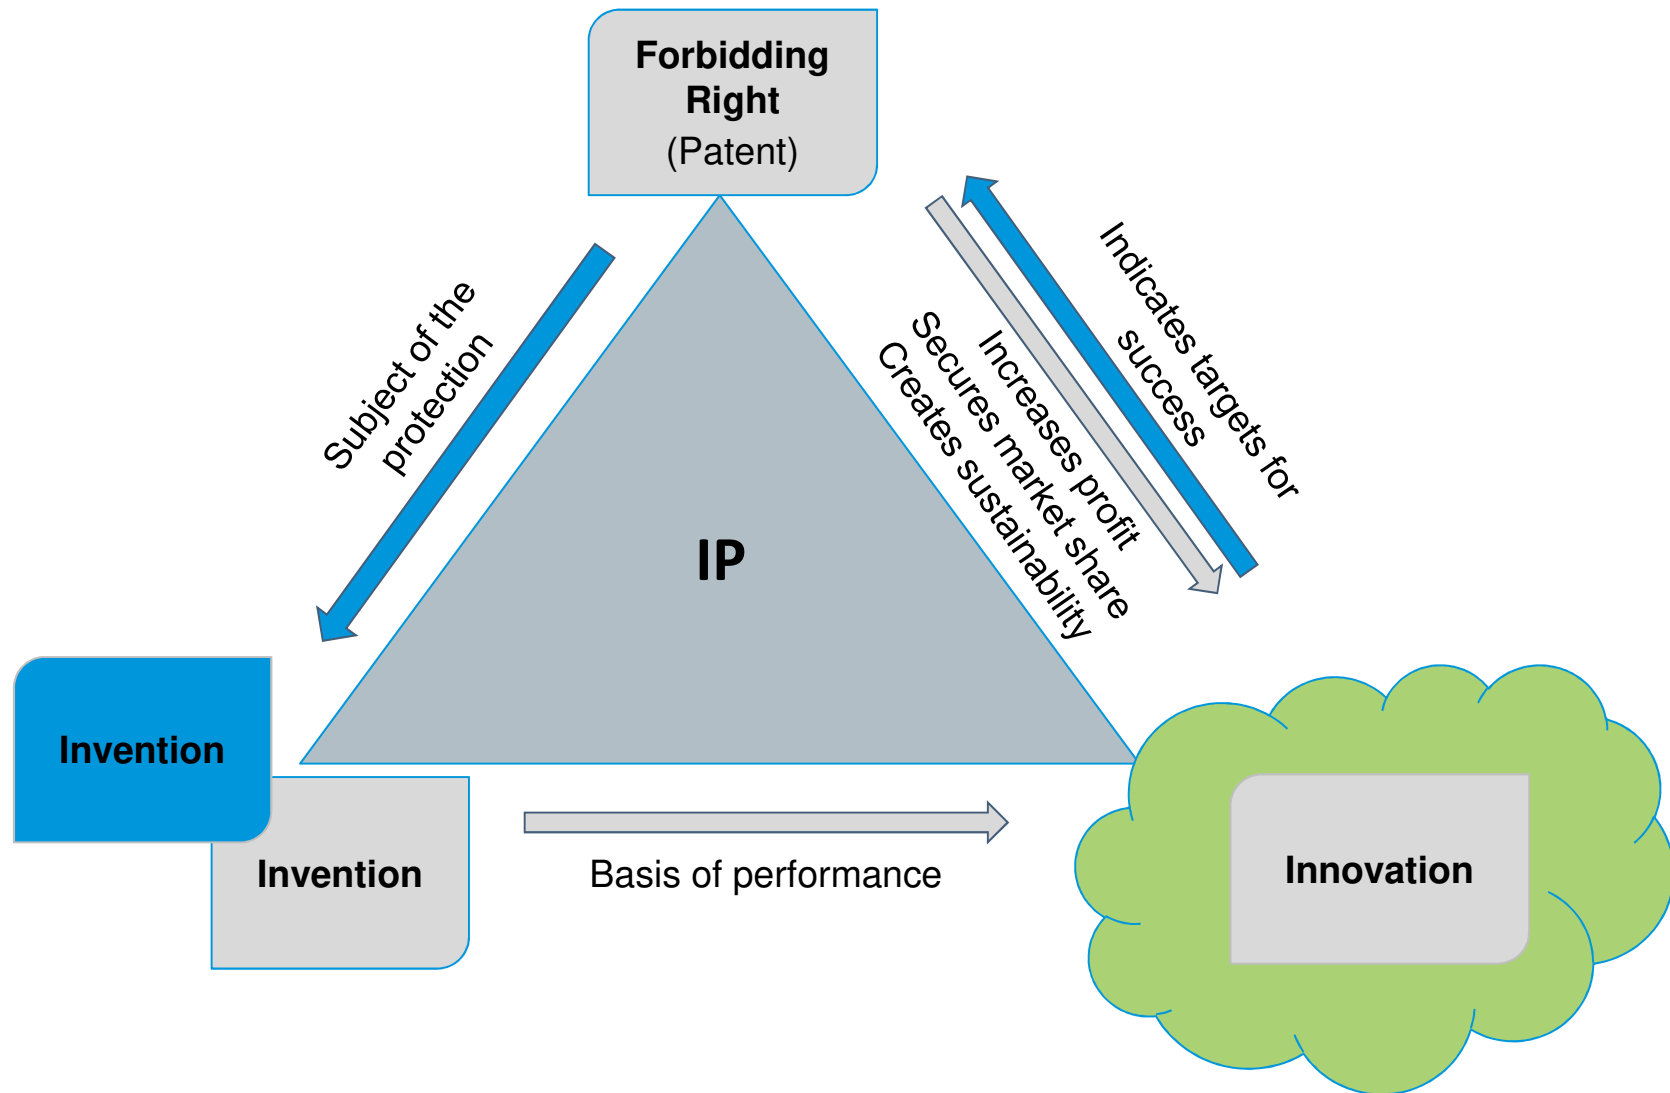 Forbidding
Right
(Patent)
Subject of the
protection
Indicates targets for
success
Increases profit
Secures market share
Creates sustainability
IP
Invention
Invention
Basis of performance
Innovation